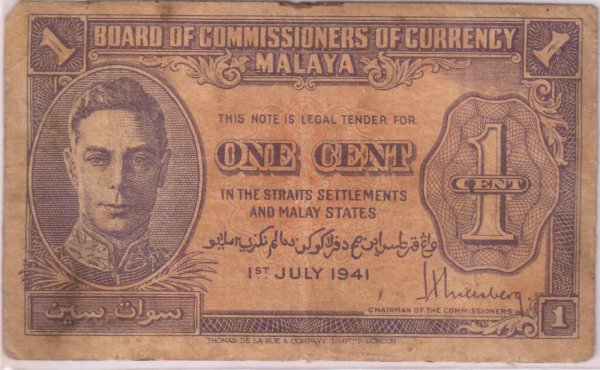 1
1
BOARD OF COMMISSIONERS OF CURRENCY
MALAYA
THIS NOTE IS LEGAL TENDER FOR
ONE CENT
IN THE STRAITS SETTLEMENTS
AND MALAY STATES
1
CENT
1ST JULY 1941
CHAIRMAN OF THE COMMISSIONERS
سوات سين
1
THOMAS DE LA RUE & COMPANY, LIMITED, LONDON